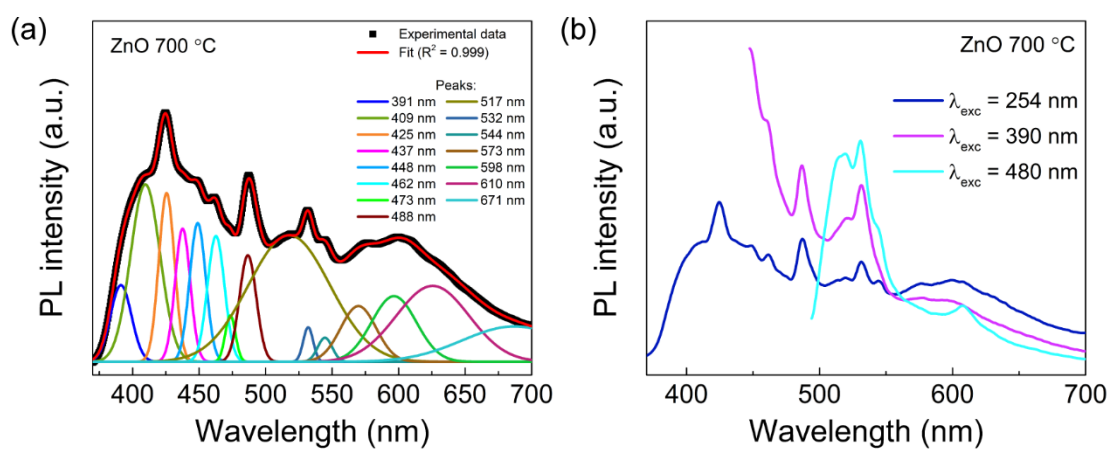 (a)
ZnO 700 °C
Experimental data
Fit (R² = 0.999)
Peaks:
391 nm
409 nm
425 nm
437 nm
448 nm
462 nm
473 nm
488 nm
517 nm
532 nm
544 nm
573 nm
598 nm
610 nm
671 nm
PL intensity (a.u.)
400 450 500 550 600 650 700
Wavelength (nm)
(b)
ZnO 700 °C
λexc = 254 nm
λexc = 390 nm
λexc = 480 nm
PL intensity (a.u.)
400 500 600 700
Wavelength (nm)